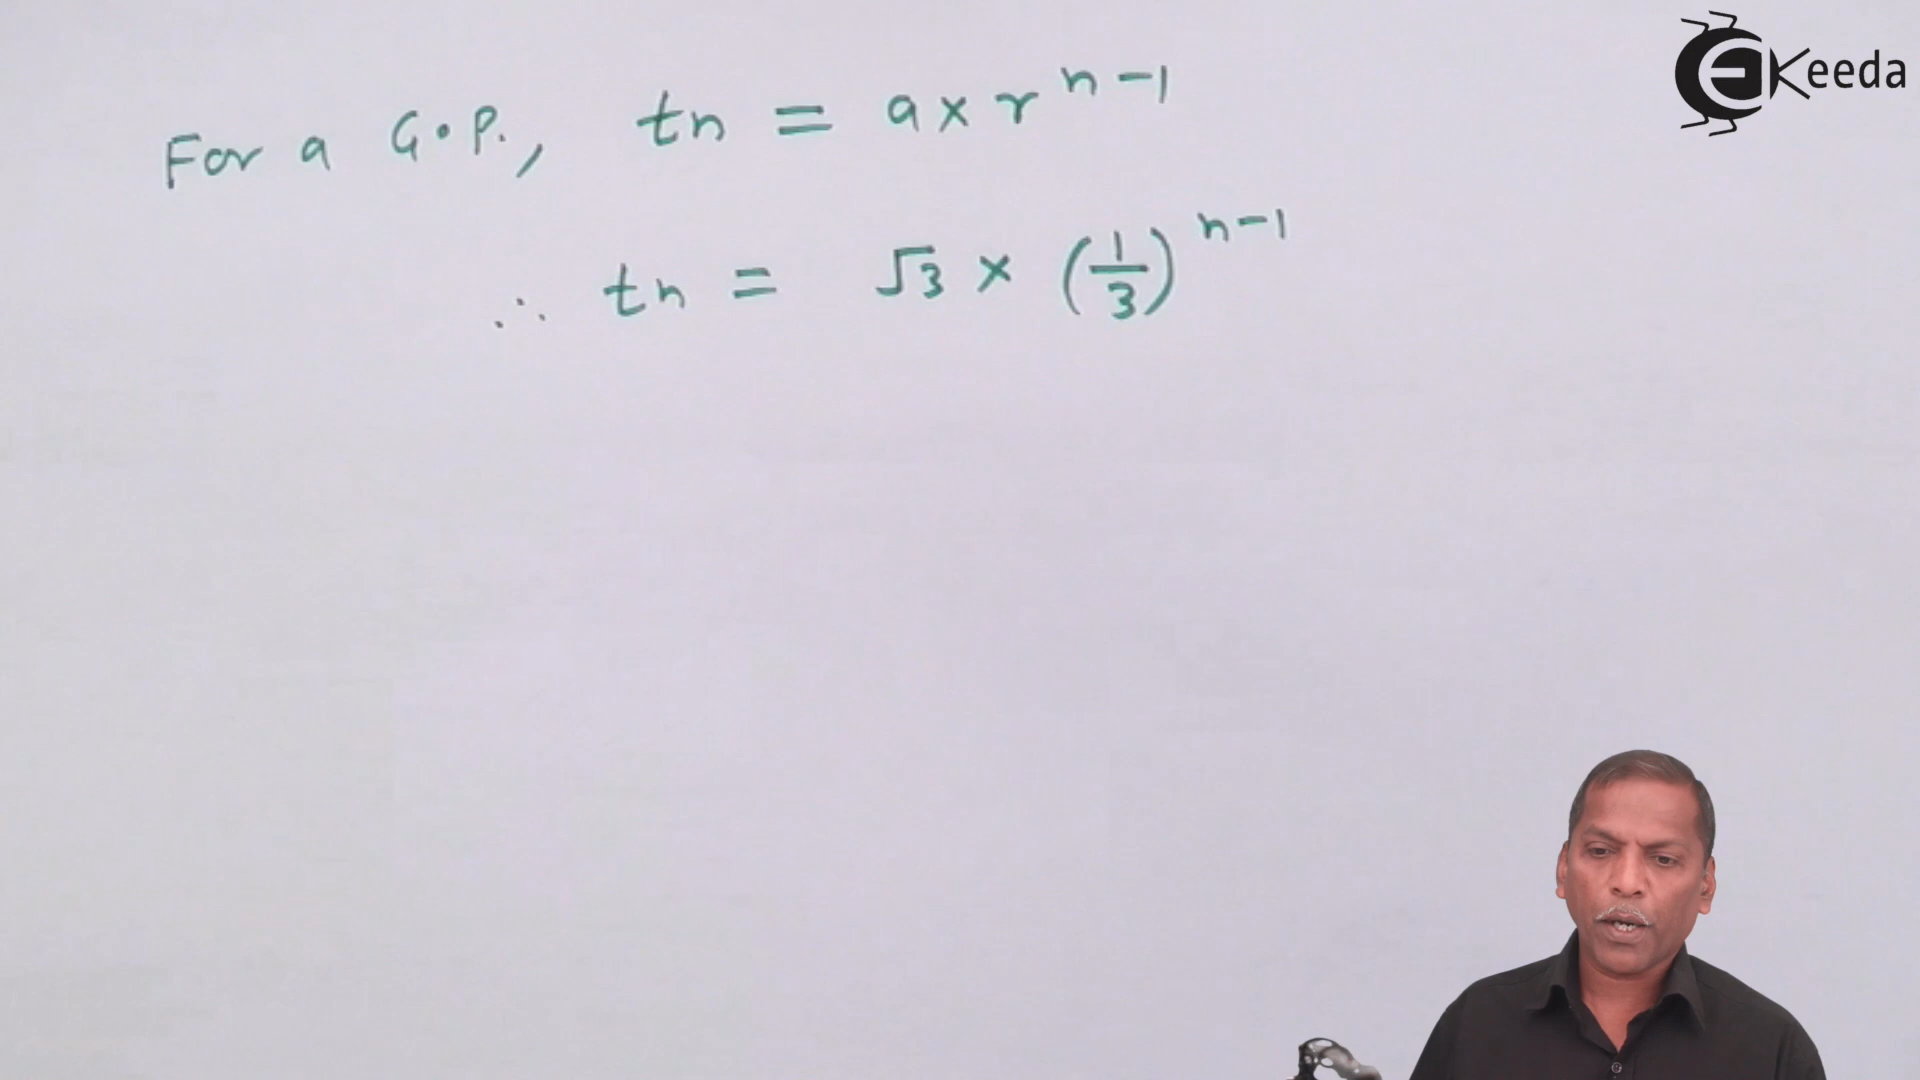 EKeeda
For a G.P., tn = a × r^n-1
∴ tn = √3 × (1/3)^n-1